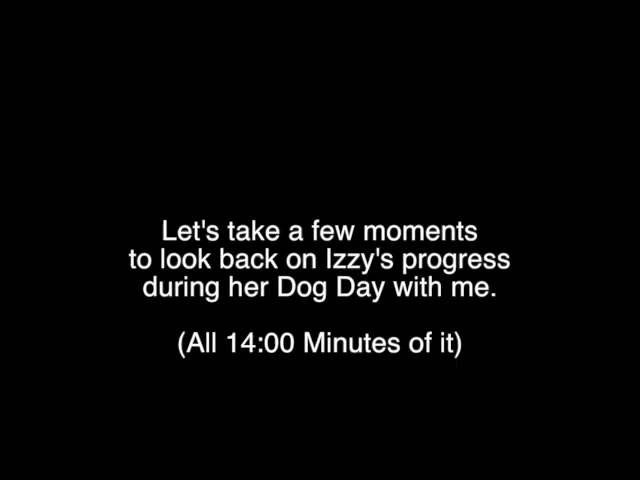 Let's take a few moments
to look back on Izzy's progress
during her Dog Day with me.
(All 14:00 Minutes of it)